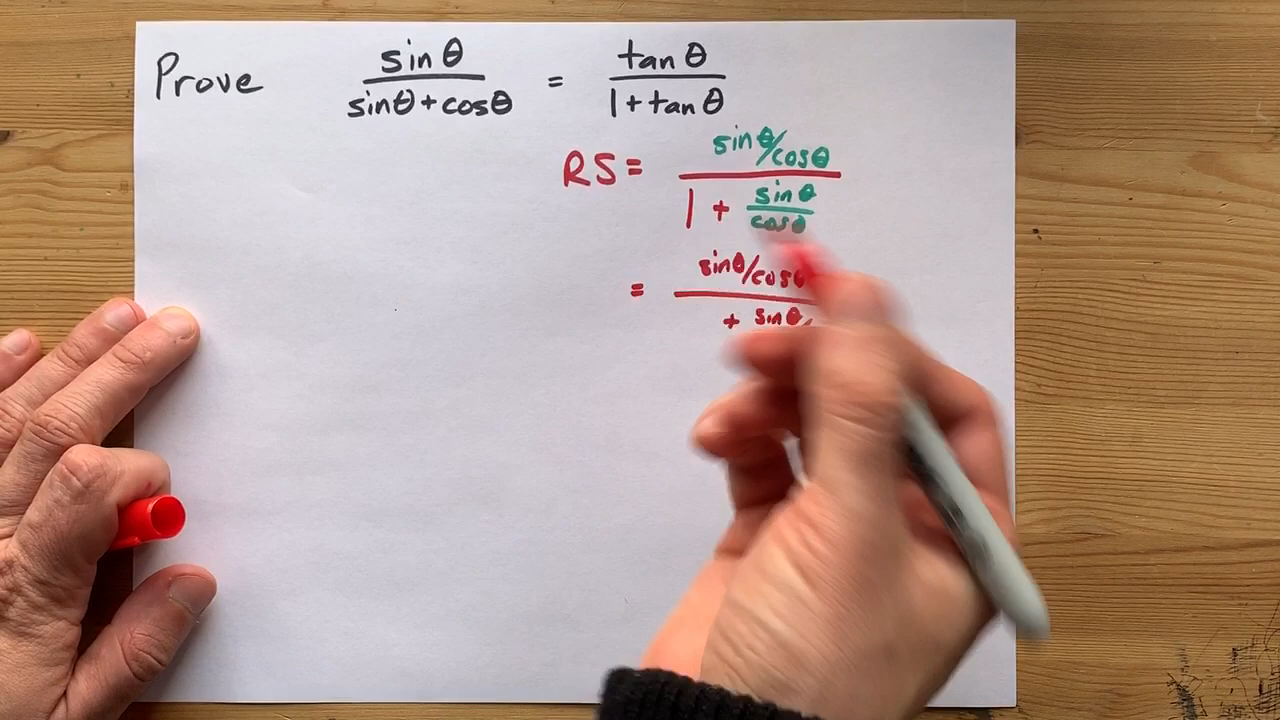 Prove sinθ/sinθ+cosθ = tanθ/1+tanθ
RS = sinθ/cosθ
1 + sinθ/cosθ
= sinθ/cosθ
+ sinθ/